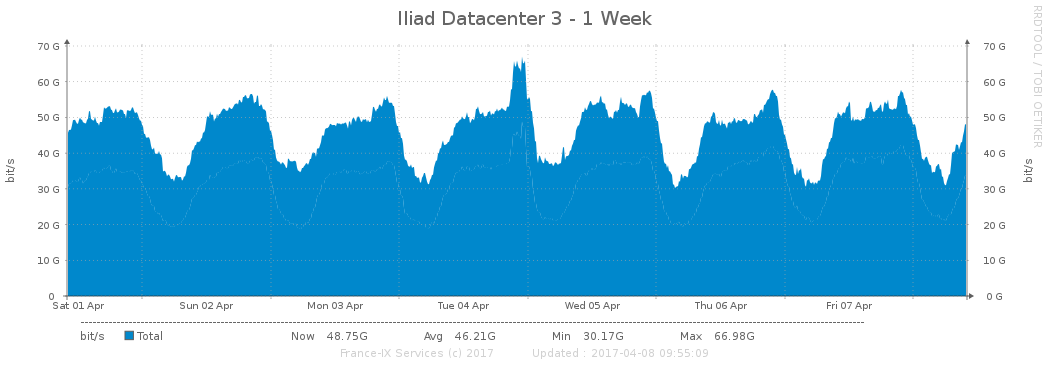 Iliad Datacenter 3 - 1 Week
RRDTOOL / TOBI OETIKER
70 G 70 G
60 G 60 G
50 G 50 G
40 G 40 G
30 G 30 G
20 G 20 G
10 G 10 G
0 0 G
bit/s
bit/s
Sat 01 Apr Sun 02 Apr Mon 03 Apr Tue 04 Apr Wed 05 Apr Thu 06 Apr Fri 07 Apr
bit/s Total Now 48.75G Avg 46.21G Min 30.17G Max 66.98G
France-IX Services (c) 2017 Updated : 2017-04-08 09:55:09